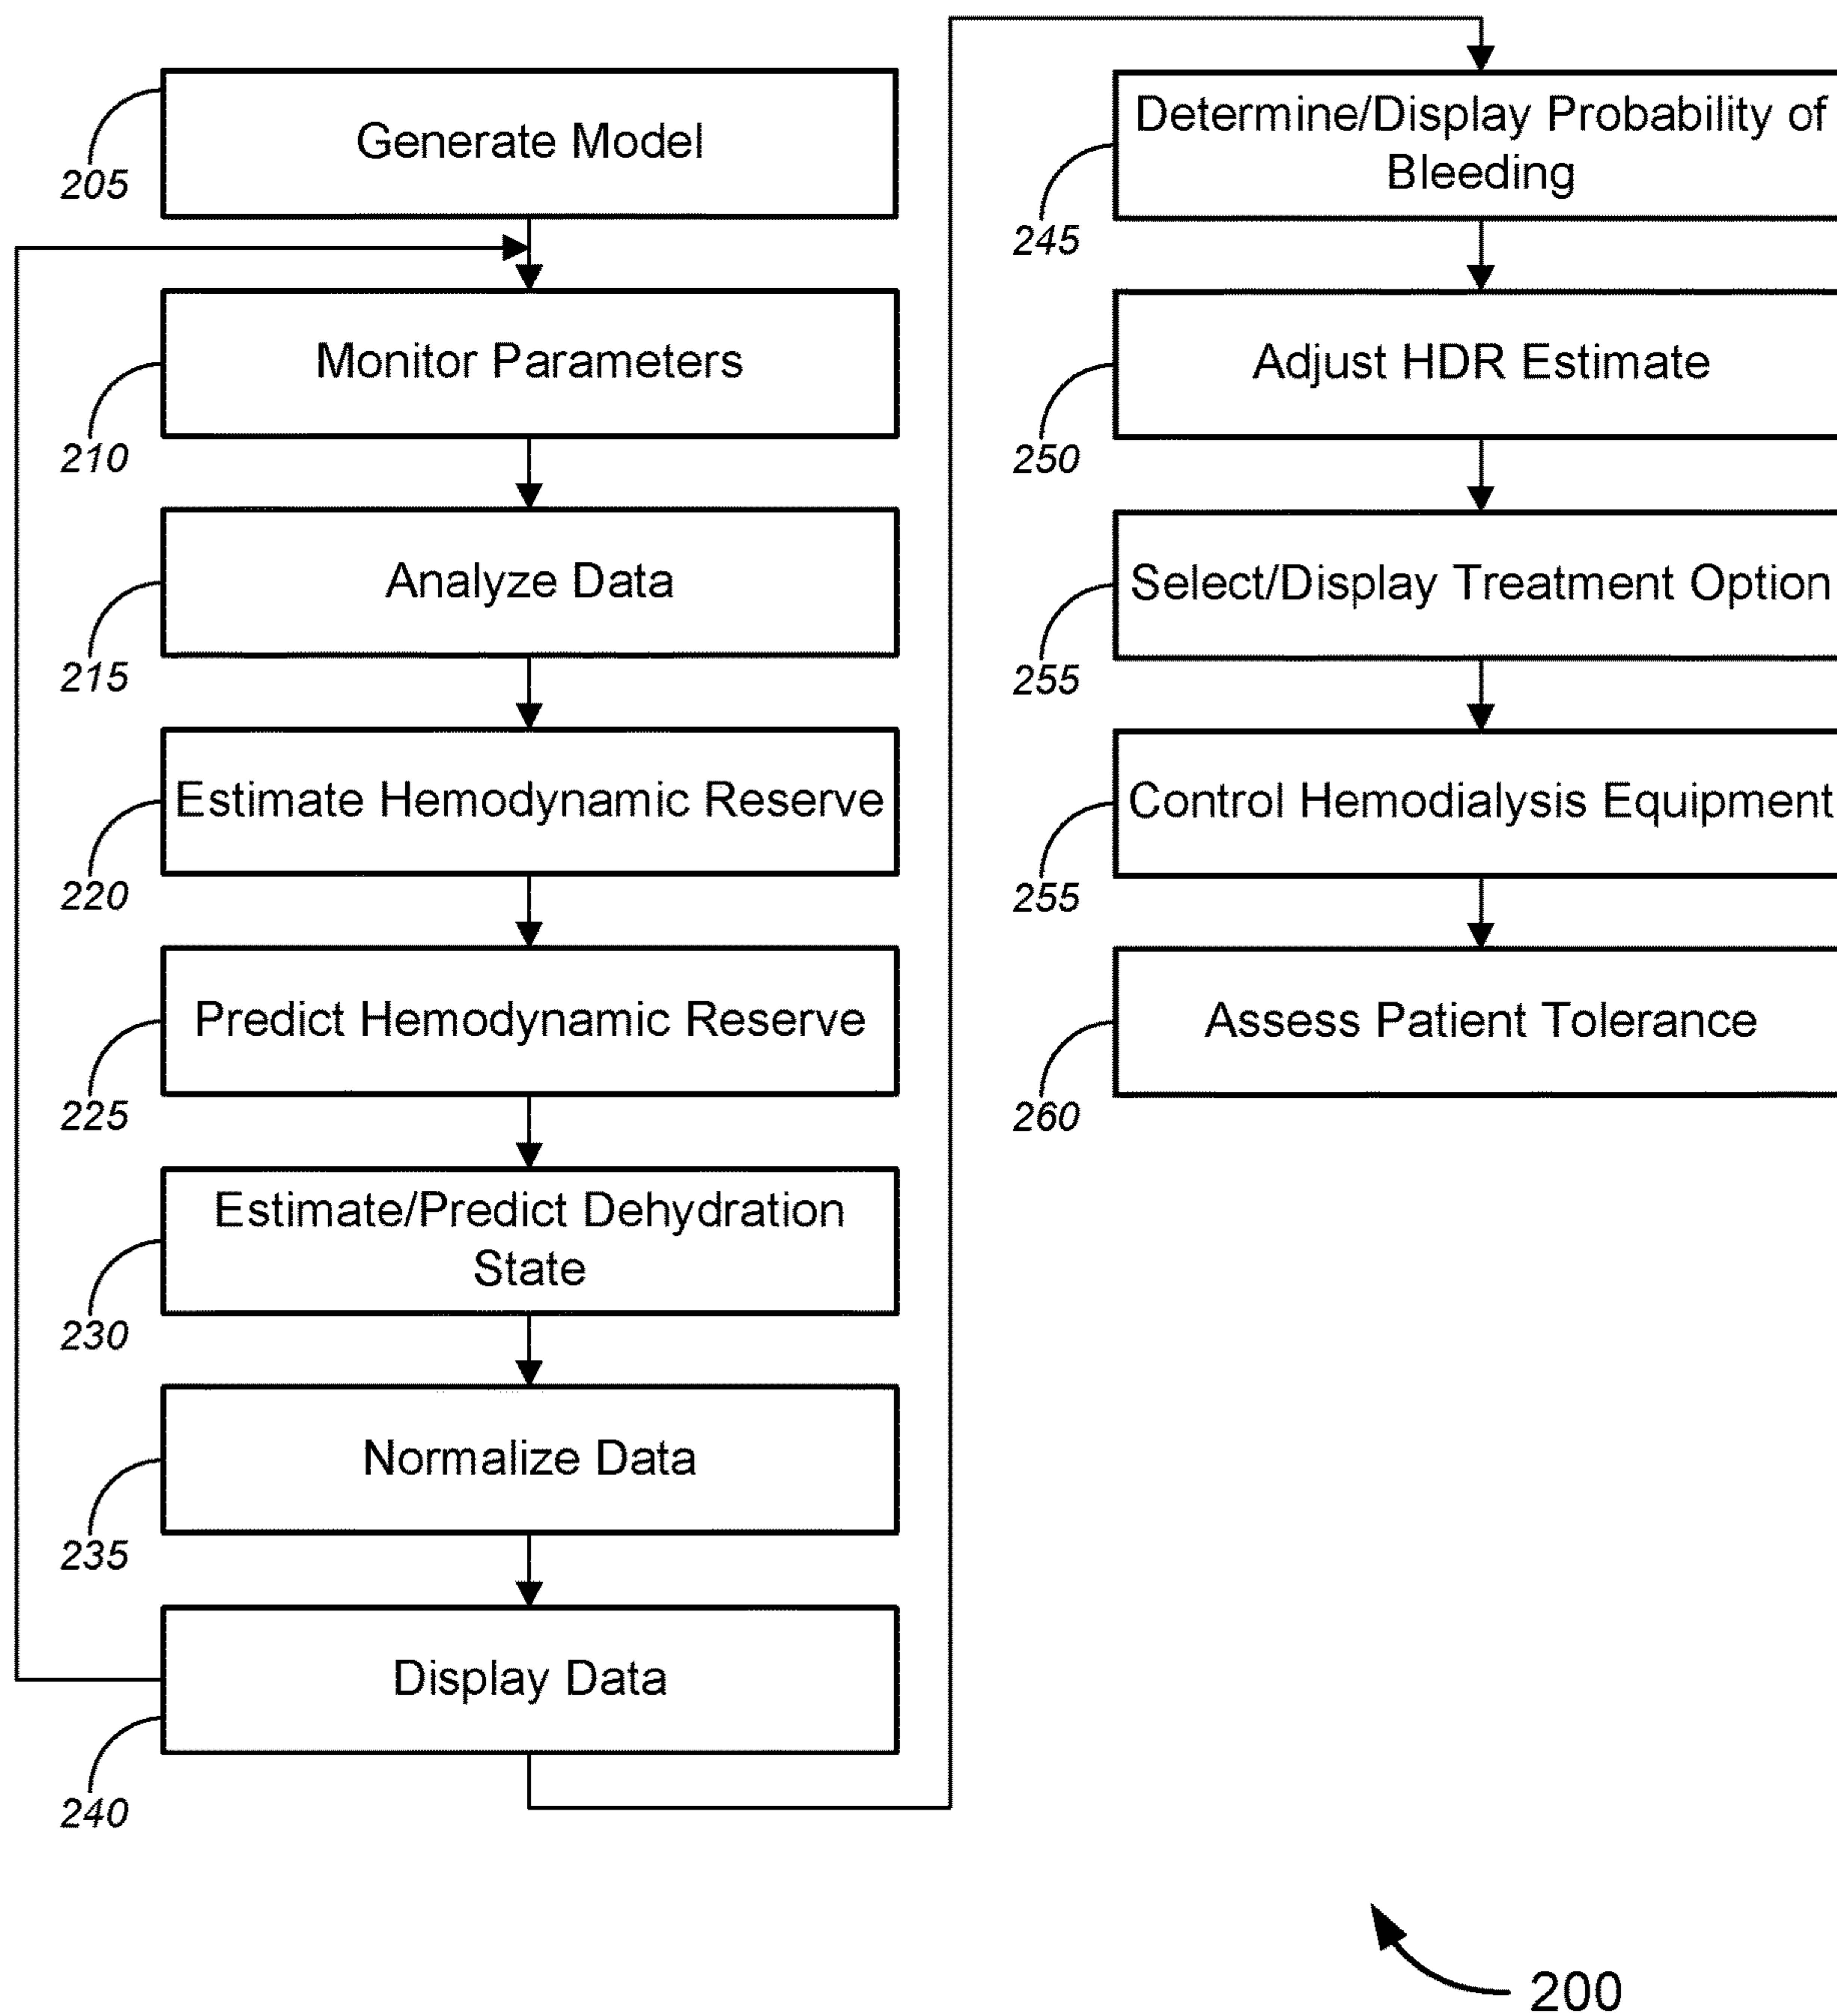 Generate Model
205
Monitor Parameters
210
Analyze Data
215
Estimate Hemodynamic Reserve
220
Predict Hemodynamic Reserve
225
Estimate/Predict Dehydration
State
230
Normalize Data
235
Display Data
240
Determine/Display Probability of
Bleeding
245
Adjust HDR Estimate
250
Select/Display Treatment Option
255
Control Hemodialysis Equipment
255
Assess Patient Tolerance
260
200